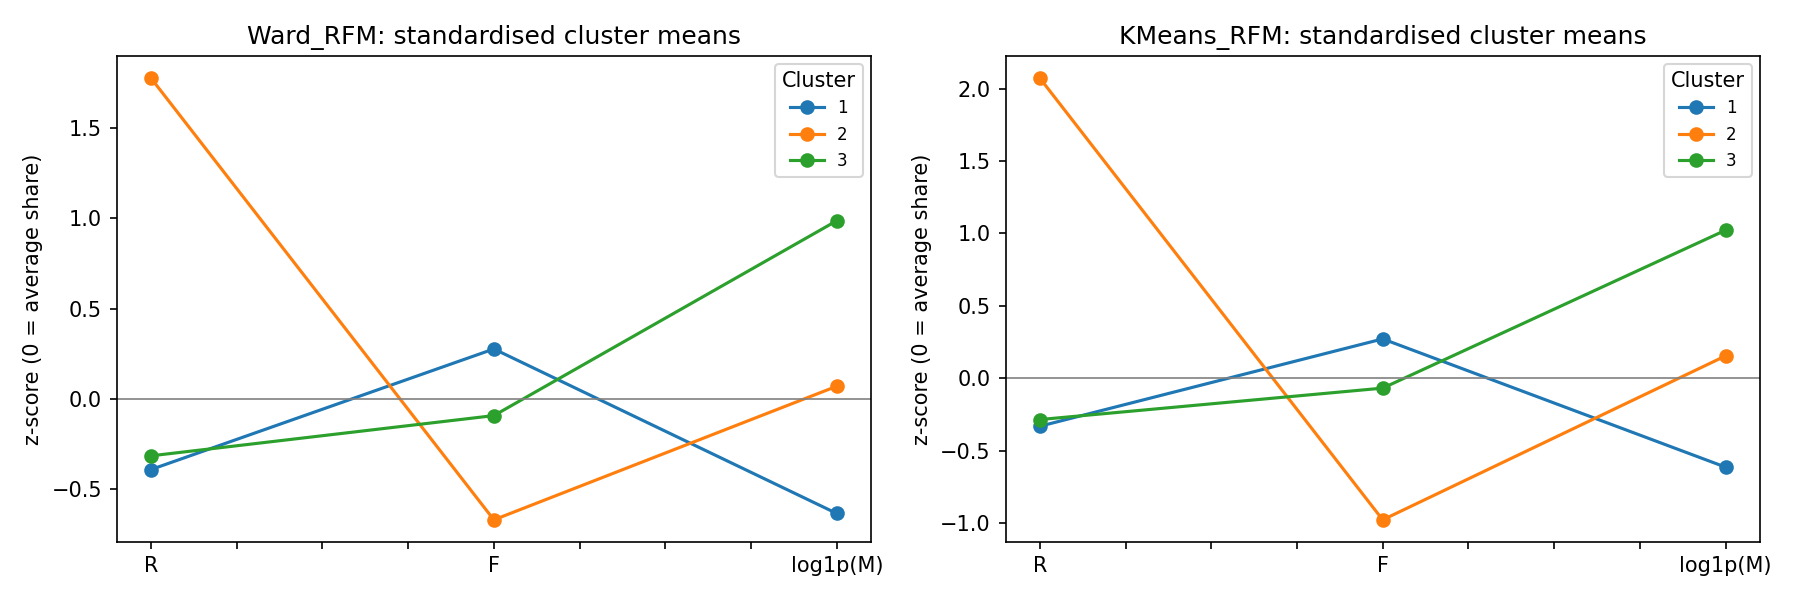 Ward_RFM: standardised cluster means
z-score (0 = average share)
1.5
1.0
0.5
0.0
−0.5
R
F
log1p(M)
Cluster
1
2
3
KMeans_RFM: standardised cluster means
z-score (0 = average share)
2.0
1.5
1.0
0.5
0.0
−0.5
−1.0
R
F
log1p(M)
Cluster
1
2
3